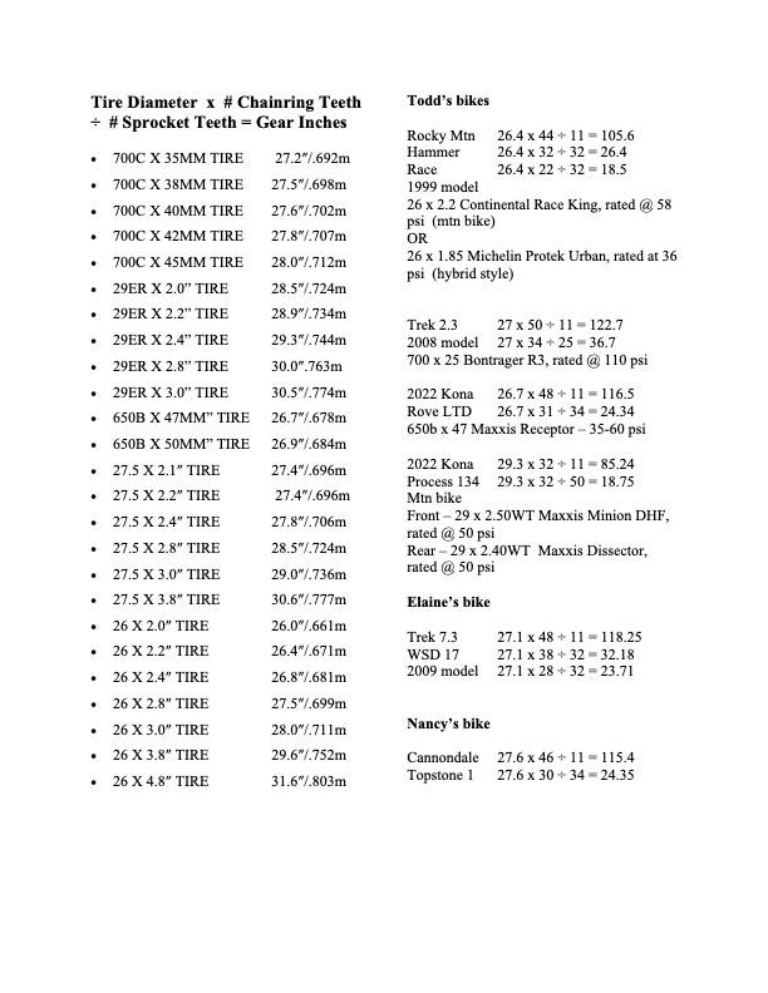 Tire Diameter x # Chainring Teeth
÷ # Sprocket Teeth = Gear Inches
• 700C X 35MM TIRE 27.2″/.692m
• 700C X 38MM TIRE 27.5″/.698m
• 700C X 40MM TIRE 27.6″/.702m
• 700C X 42MM TIRE 27.8″/.707m
• 700C X 45MM TIRE 28.0″/.712m
• 29ER X 2.0” TIRE 28.5″/.724m
• 29ER X 2.2” TIRE 28.9″/.734m
• 29ER X 2.4” TIRE 29.3″/.744m
• 29ER X 2.8” TIRE 30.0″.763m
• 29ER X 3.0” TIRE 30.5″/.774m
• 650B X 47MM” TIRE 26.7″/.678m
• 650B X 50MM” TIRE 26.9″/.684m
• 27.5 X 2.1″ TIRE 27.4″/.696m
• 27.5 X 2.2″ TIRE 27.4″/.696m
• 27.5 X 2.4″ TIRE 27.8″/.706m
• 27.5 X 2.8″ TIRE 28.5″/.724m
• 27.5 X 3.0″ TIRE 29.0″/.736m
• 27.5 X 3.8″ TIRE 30.6″/.777m
• 26 X 2.0″ TIRE 26.0″/.661m
• 26 X 2.2″ TIRE 26.4″/.671m
• 26 X 2.4″ TIRE 26.8″/.681m
• 26 X 2.8″ TIRE 27.5″/.699m
• 26 X 3.0″ TIRE 28.0″/.711m
• 26 X 3.8″ TIRE 29.6″/.752m
• 26 X 4.8″ TIRE 31.6″/.803m
Todd’s bikes
Rocky Mtn 26.4 x 44 ÷ 11 = 105.6
Hammer 26.4 x 32 ÷ 32 = 26.4
Race 26.4 x 22 ÷ 32 = 18.5
1999 model
26 x 2.2 Continental Race King, rated @ 58
psi (mtn bike)
OR
26 x 1.85 Michelin Protek Urban, rated at 36
psi (hybrid style)
Trek 2.3 27 x 50 ÷ 11 = 122.7
2008 model 27 x 34 ÷ 25 = 36.7
700 x 25 Bontrager R3, rated @ 110 psi
2022 Kona 26.7 x 48 ÷ 11 = 116.5
Rove LTD 26.7 x 31 ÷ 34 = 24.34
650b x 47 Maxxis Receptor – 35-60 psi
2022 Kona 29.3 x 32 ÷ 11 = 85.24
Process 134 29.3 x 32 ÷ 50 = 18.75
Mtn bike
Front – 29 x 2.50WT Maxxis Minion DHF,
rated @ 50 psi
Rear – 29 x 2.40WT Maxxis Dissector,
rated @ 50 psi
Elaine’s bike
Trek 7.3 27.1 x 48 ÷ 11 = 118.25
WSD 17 27.1 x 38 ÷ 32 = 32.18
2009 model 27.1 x 28 ÷ 32 = 23.71
Nancy’s bike
Cannondale 27.6 x 46 ÷ 11 = 115.4
Topstone 1 27.6 x 30 ÷ 34 = 24.35